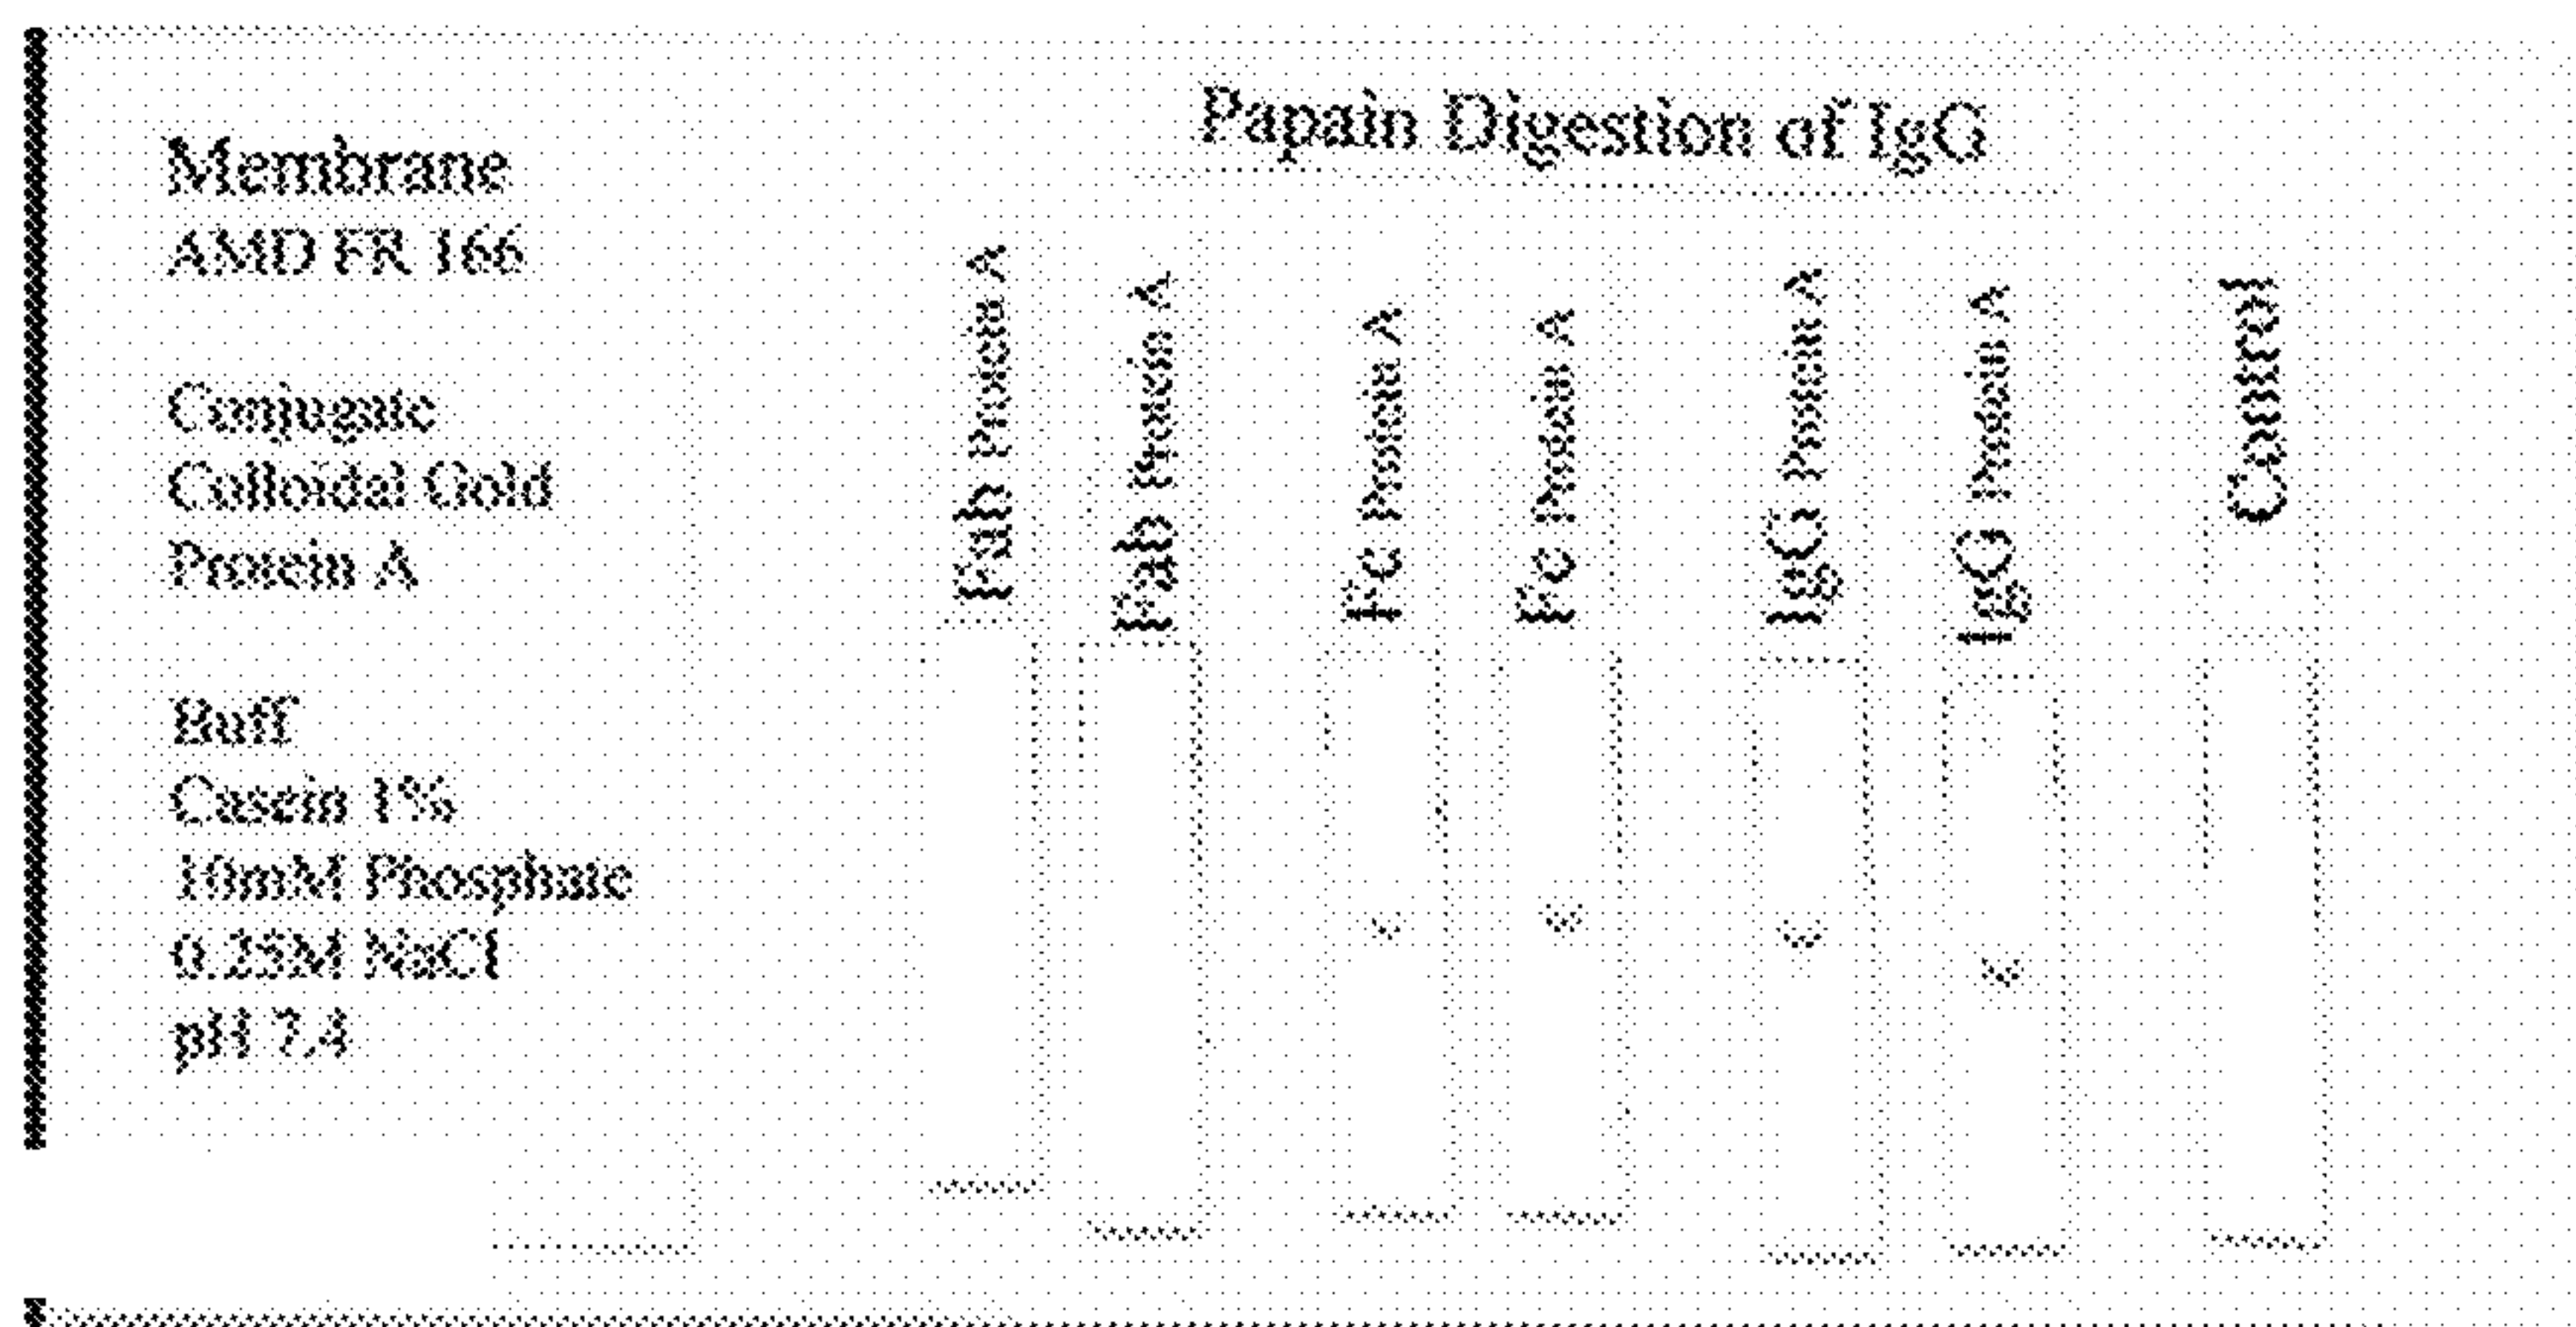 Papain Digestion of IgG
Membrane
AMD FR 166
Conjugate
Colloidal Gold
Protein A
Buff
Casein 1%
10mM Phosphate
0.25M NaCl
pH 7.4
Fab Protein A
Fab Protein A
Fc Protein A
Fc Protein A
IgG Protein A
IgG Protein A
Control